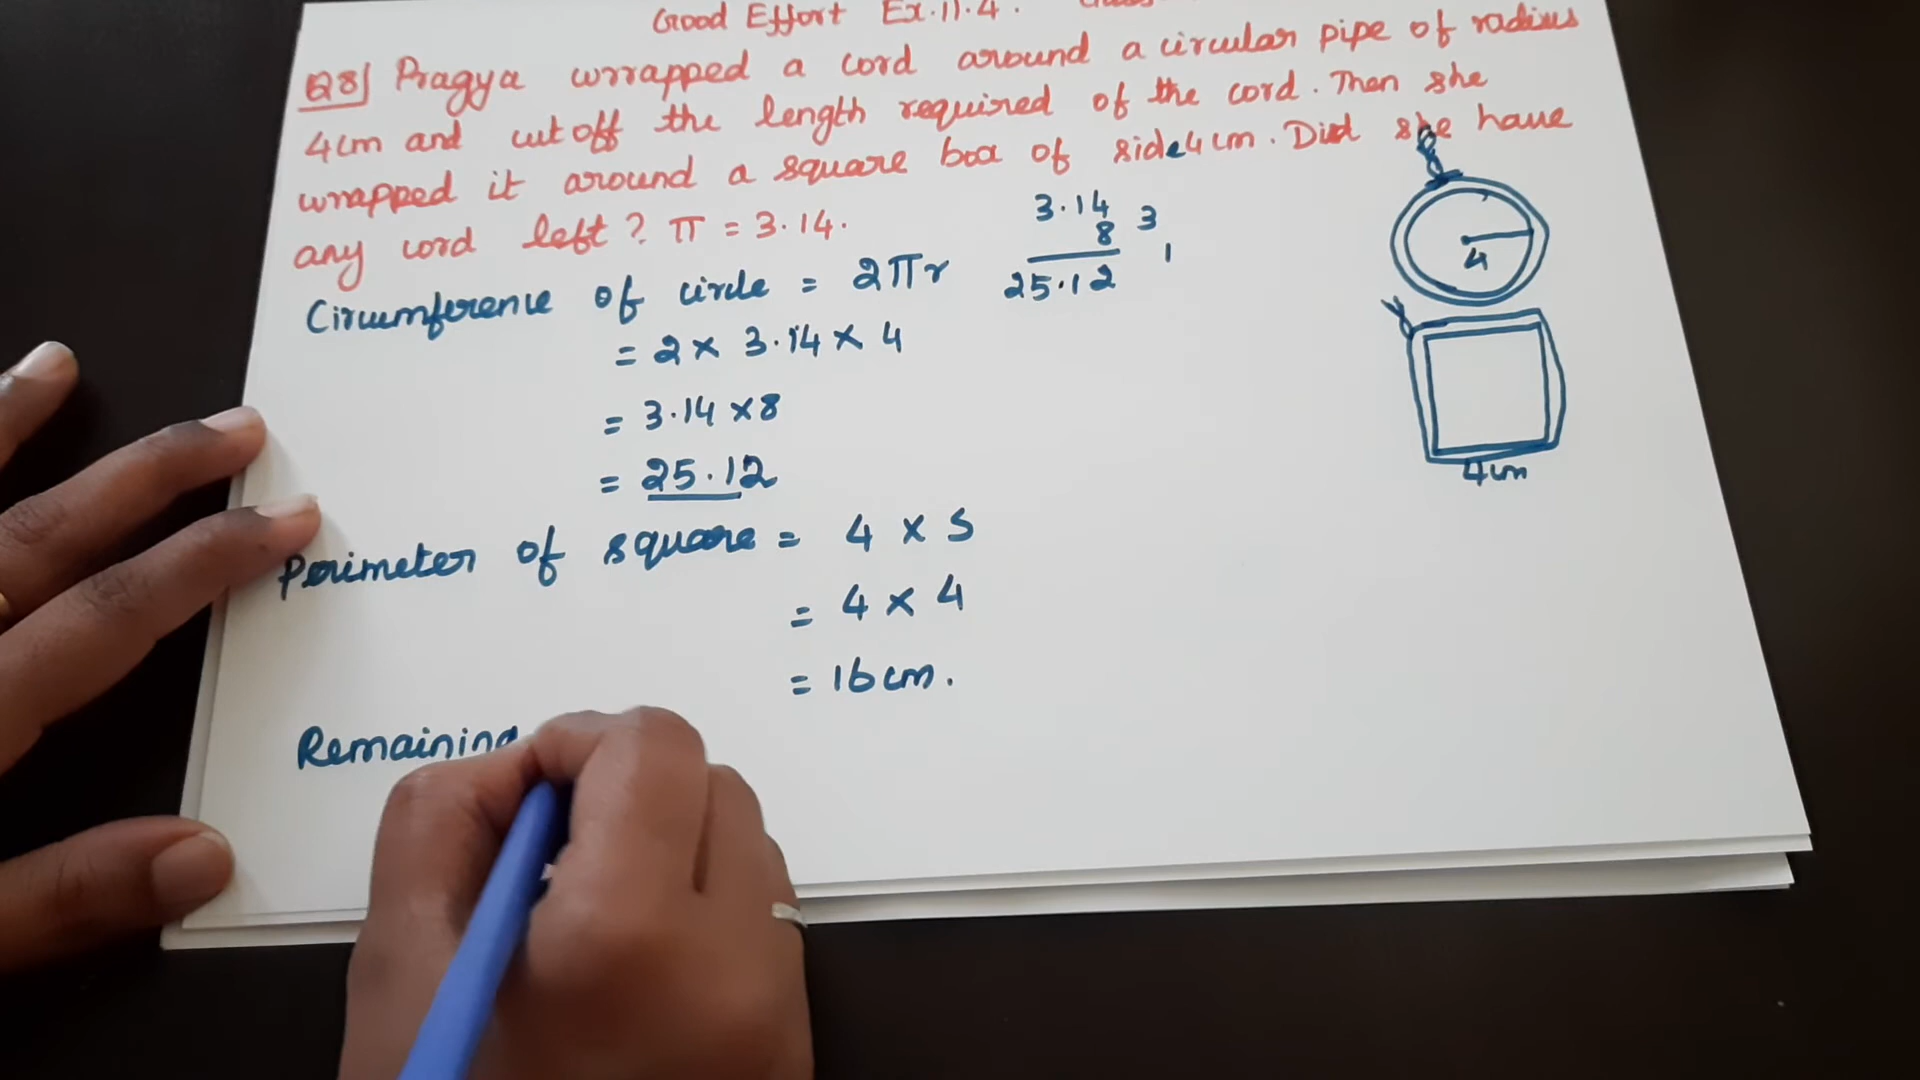 Good Effort Ex.11.4.
Q8) Pragya wrrapped a cord around a circular pipe of radius
4cm and cut off the length required of the cord. Then she
wrapped it around a square box of side4cm. Did she have
any cord left? π = 3.14.
Circumference of circle = 2πr
= 2 × 3.14 × 4
= 3.14 × 8
= 25.12
3.14 3
8 1
25.12
4
4cm
Perimeter of square = 4 × S
= 4 × 4
= 16cm.
Remaining